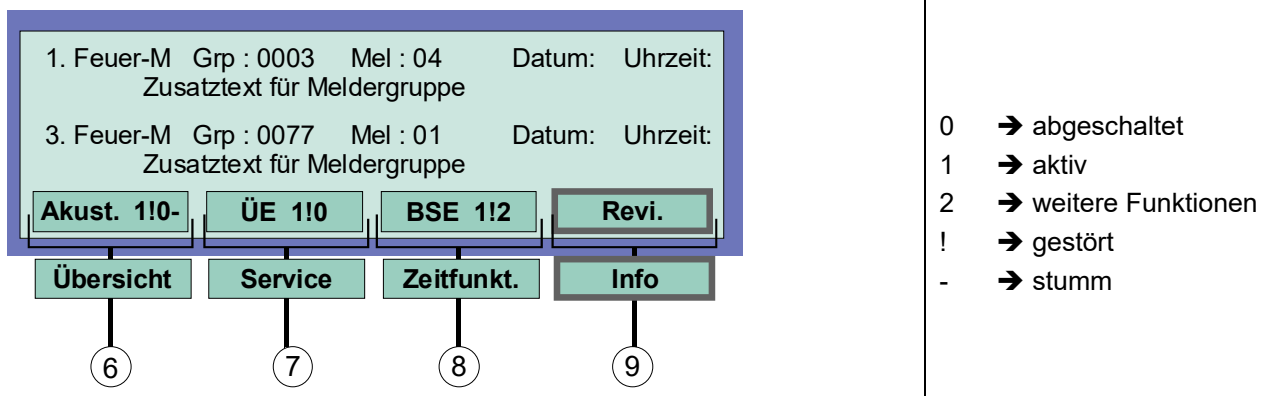 1. Feuer-M Grp : 0003 Mel : 04 Datum: Uhrzeit:
Zusatztext für Meldergruppe
3. Feuer-M Grp : 0077 Mel : 01 Datum: Uhrzeit:
Zusatztext für Meldergruppe
Akust. 1!0- ÜE 1!0 BSE 1!2 Revi.
Übersicht Service Zeitfunkt. Info
6 7 8 9
0 ➔ abgeschaltet
1 ➔ aktiv
2 ➔ weitere Funktionen
! ➔ gestört
- ➔ stumm